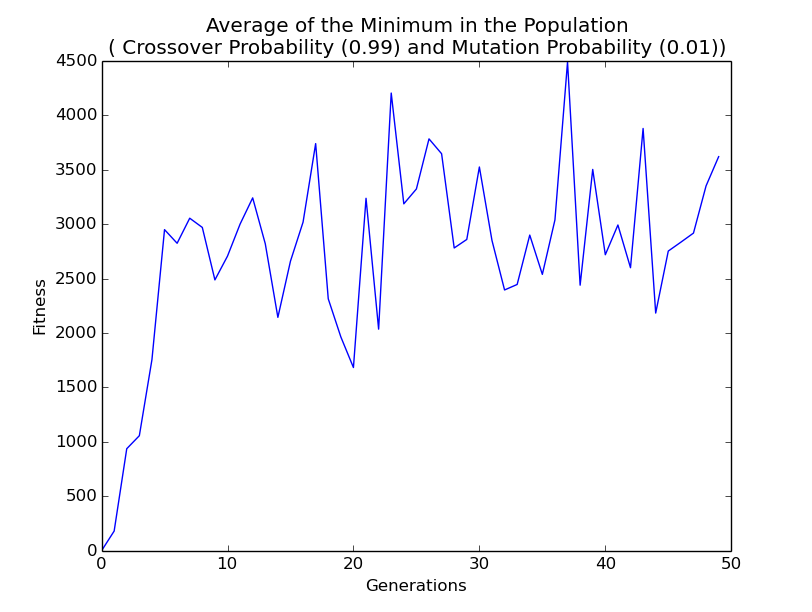 Average of the Minimum in the Population
( Crossover Probability (0.99) and Mutation Probability (0.01))
4500
4000
3500
3000
2500
2000
1500
1000
500
0
Fitness
0 10 20 30 40 50
Generations